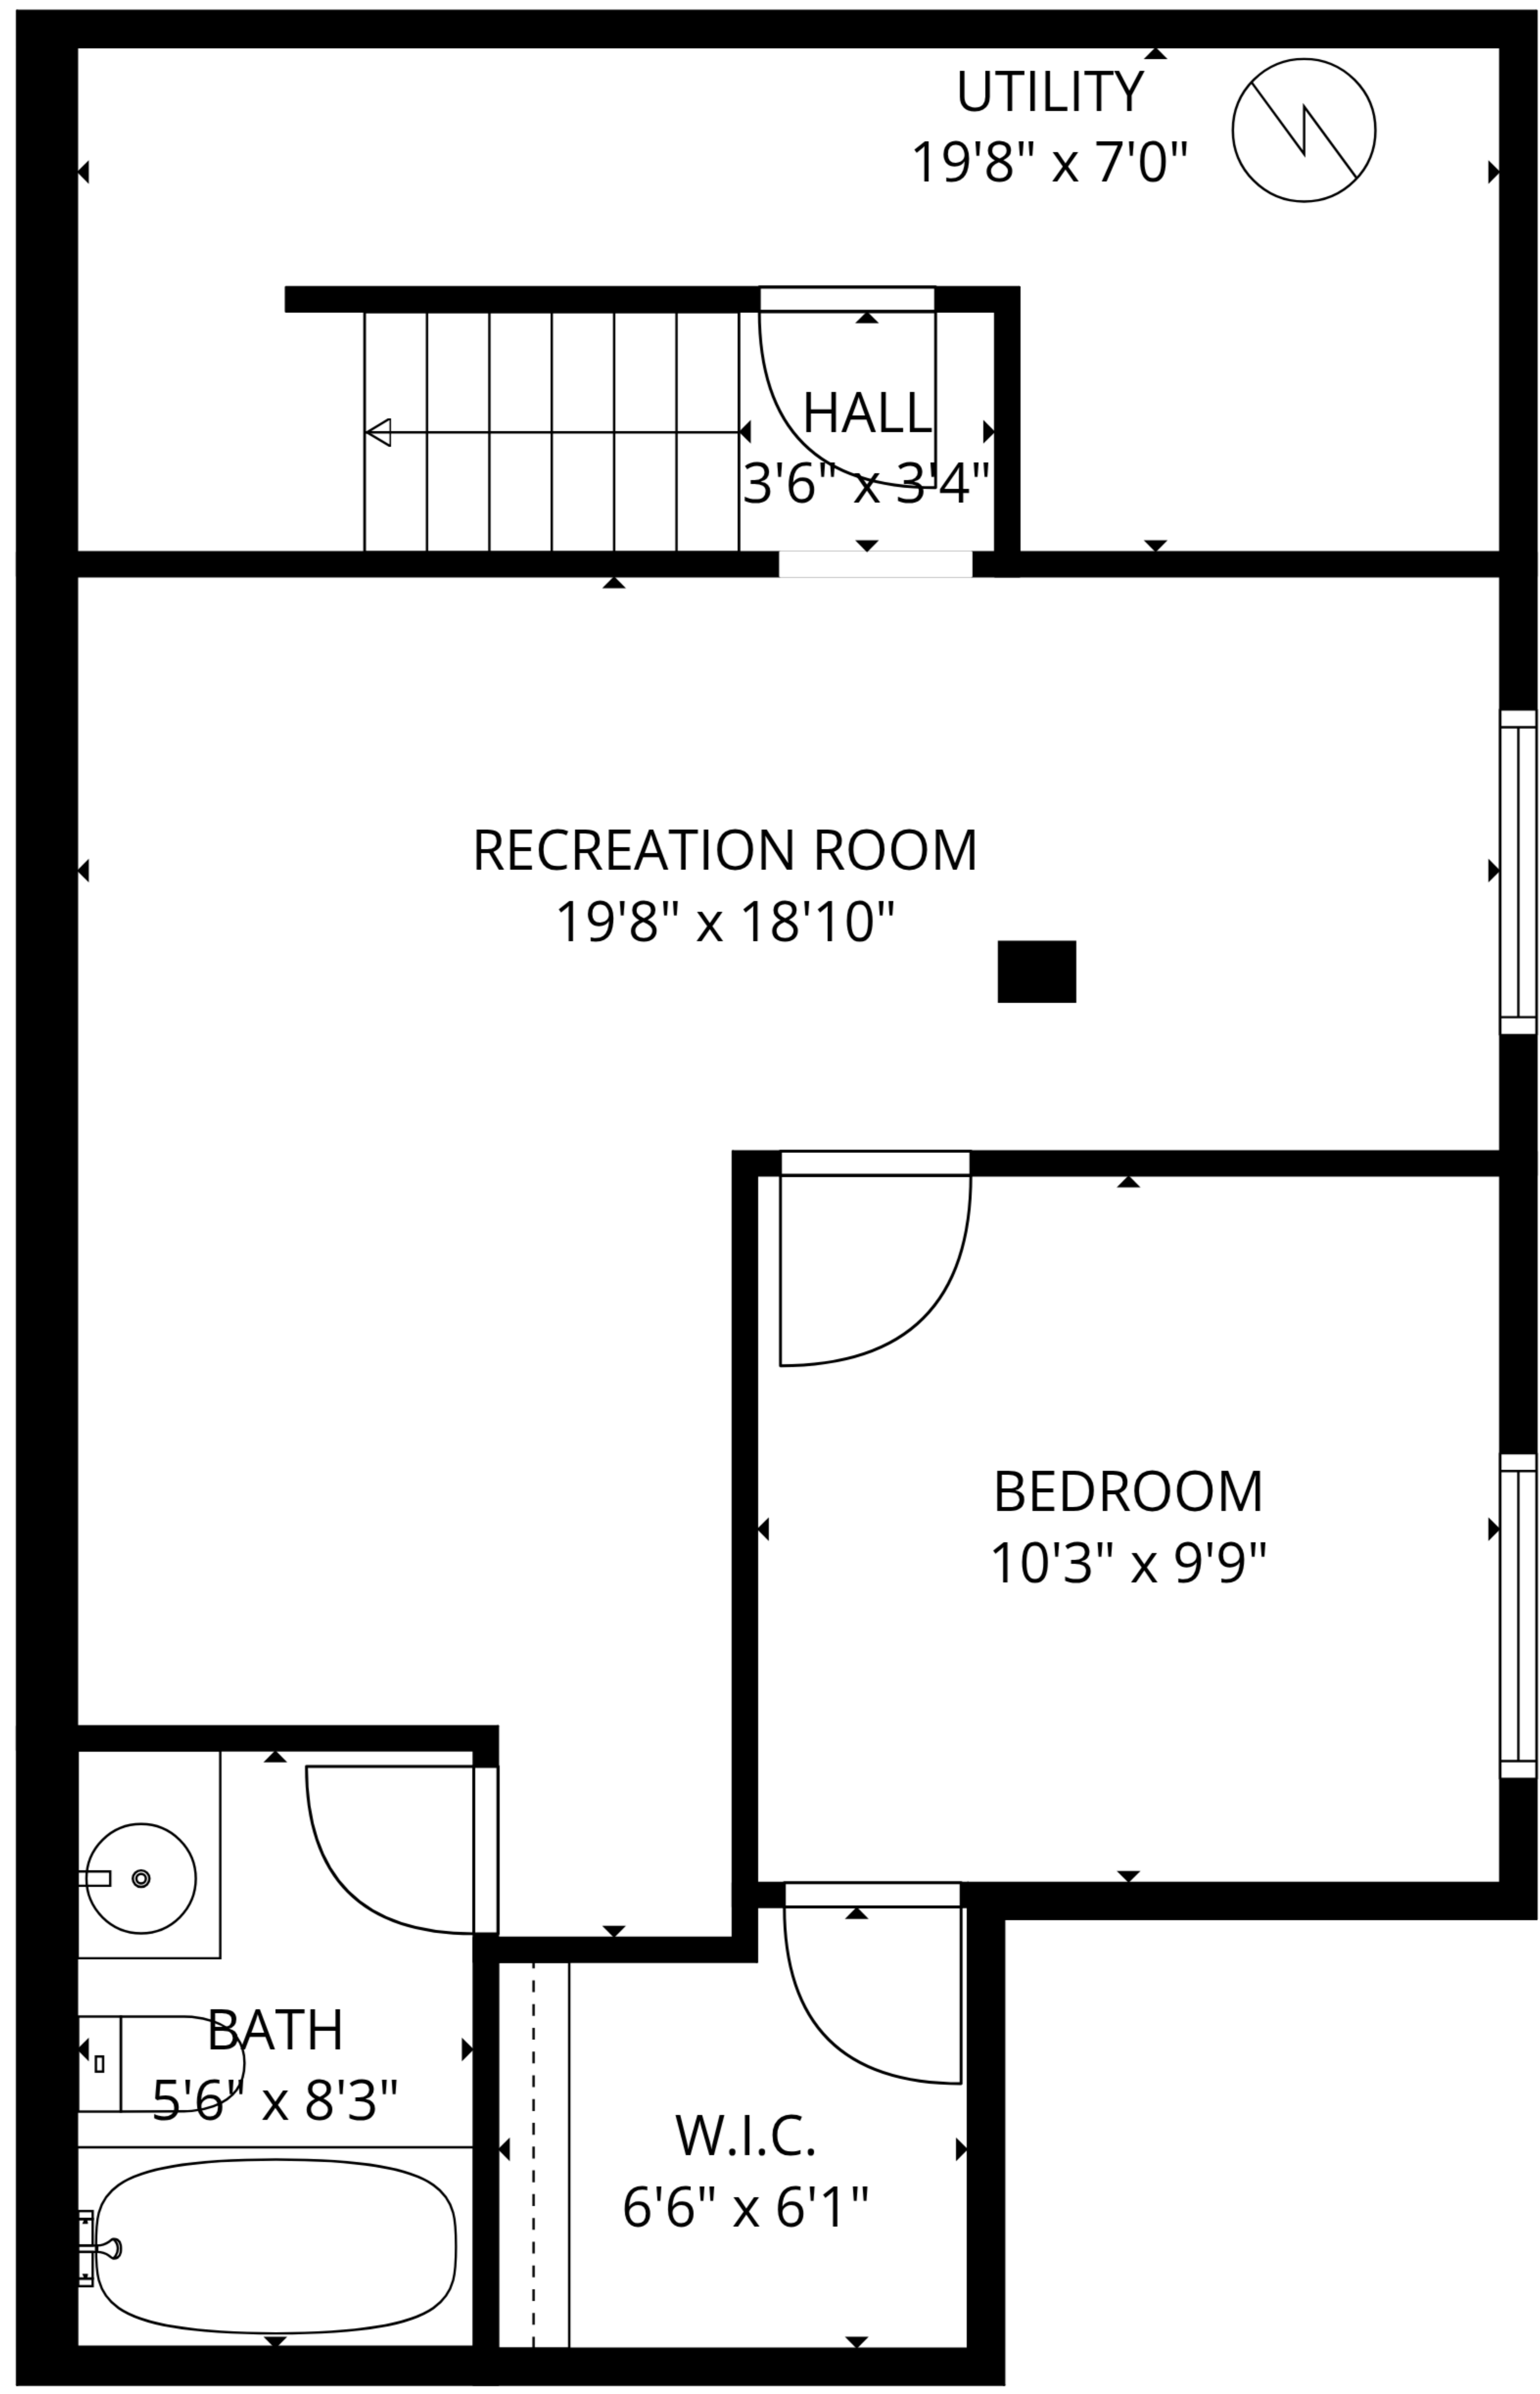 UTILITY
19'8" x 7'0"
HALL
3'6" x 3'4"
RECREATION ROOM
19'8" x 18'10"
BEDROOM
10'3" x 9'9"
BATH
5'6" x 8'3"
W.I.C.
6'6" x 6'1"